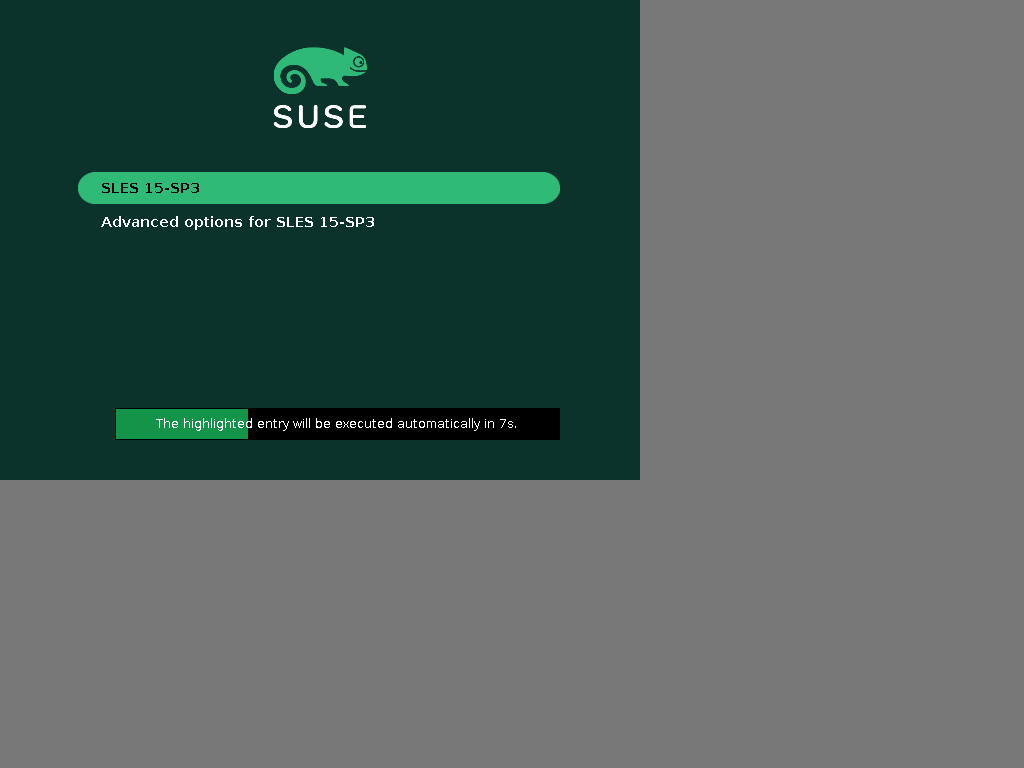 SUSE
SLES 15-SP3
Advanced options for SLES 15-SP3
The highlighted entry will be executed automatically in 7s.